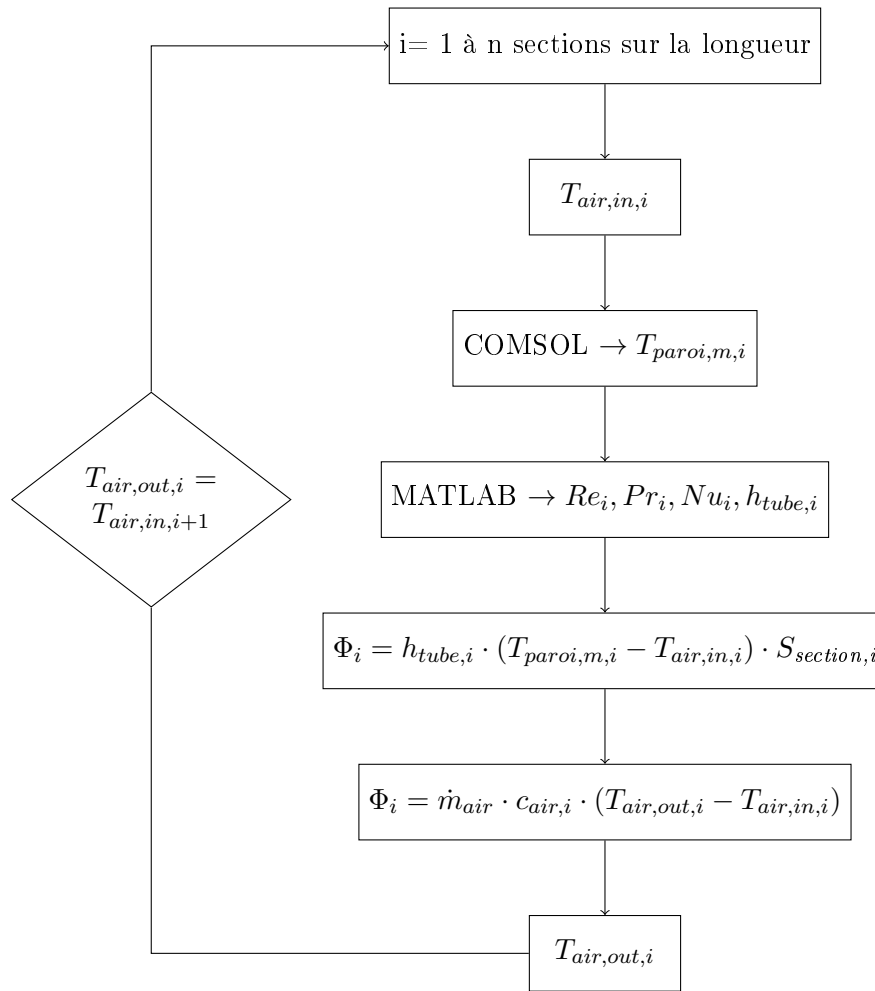 i= 1 à n sections sur la longueur
T_{air,in,i}
COMSOL → T_{paroi,m,i}
MATLAB → Re_i, Pr_i, Nu_i, h_{tube,i}
Φ_i = h_{tube,i} · (T_{paroi,m,i} − T_{air,in,i}) · S_{section,i}
Φ_i = ṁ_{air} · c_{air,i} · (T_{air,out,i} − T_{air,in,i})
T_{air,out,i}
T_{air,out,i} =
T_{air,in,i+1}